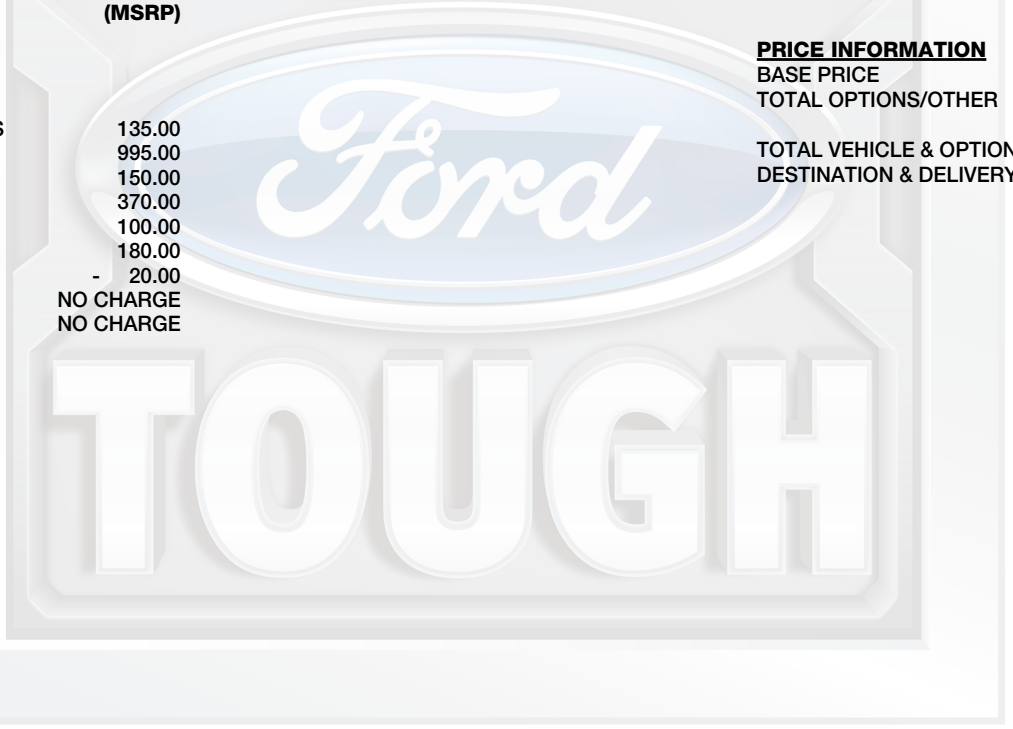 (MSRP)
S 135.00
995.00
150.00
370.00
100.00
180.00
- 20.00
NO CHARGE
NO CHARGE
PRICE INFORMATION
BASE PRICE
TOTAL OPTIONS/OTHER
TOTAL VEHICLE & OPTION
DESTINATION & DELIVERY
Ford
TOUGH